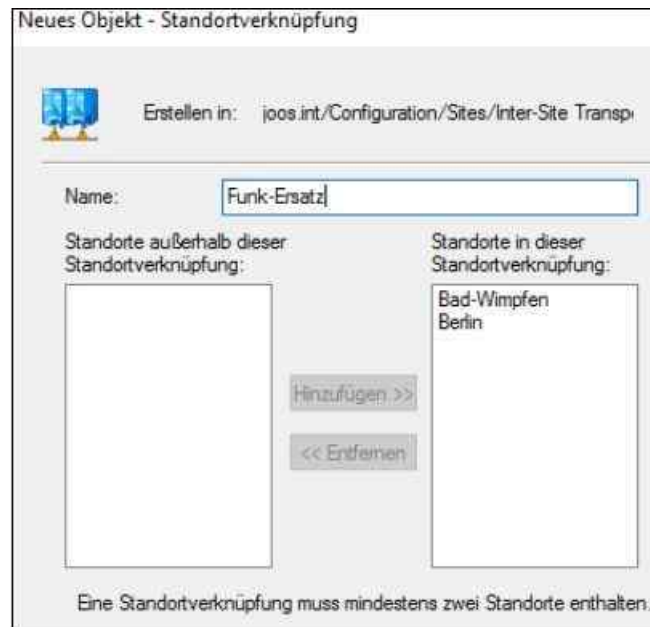 Neues Objekt - Standortverknüpfung
Erstellen in: joos.int/Configuration/Sites/Inter-Site Transp
Name: Funk-Ersatz
Standorte außerhalb dieser
Standortverknüpfung:
Standorte in dieser
Standortverknüpfung:
Bad-Wimpfen
Berlin
Hinzufügen >>
<< Entfernen
Eine Standortverknüpfung muss mindestens zwei Standorte enthalten.